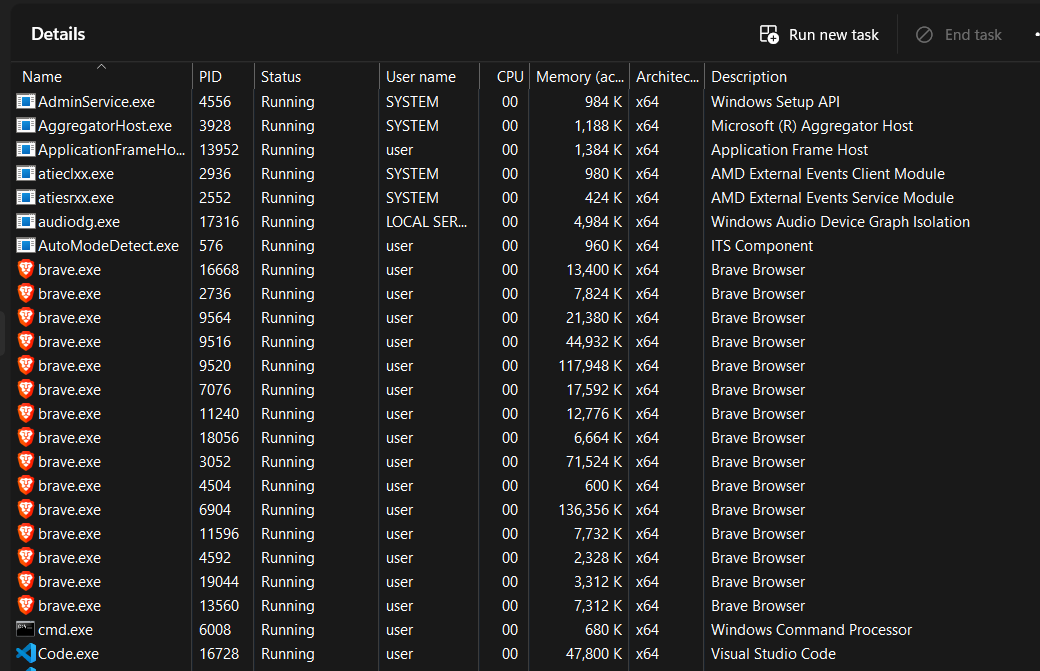 Details Run new task End task
Name PID Status User name CPU Memory (ac... Architec... Description
AdminService.exe 4556 Running SYSTEM 00 984 K x64 Windows Setup API
AggregatorHost.exe 3928 Running SYSTEM 00 1,188 K x64 Microsoft (R) Aggregator Host
ApplicationFrameHo... 13952 Running user 00 1,384 K x64 Application Frame Host
atieclxx.exe 2936 Running SYSTEM 00 980 K x64 AMD External Events Client Module
atiesrxx.exe 2552 Running SYSTEM 00 424 K x64 AMD External Events Service Module
audiodg.exe 17316 Running LOCAL SER... 00 4,984 K x64 Windows Audio Device Graph Isolation
AutoModeDetect.exe 576 Running user 00 960 K x64 ITS Component
brave.exe 16668 Running user 00 13,400 K x64 Brave Browser
brave.exe 2736 Running user 00 7,824 K x64 Brave Browser
brave.exe 9564 Running user 00 21,380 K x64 Brave Browser
brave.exe 9516 Running user 00 44,932 K x64 Brave Browser
brave.exe 9520 Running user 00 117,948 K x64 Brave Browser
brave.exe 7076 Running user 00 17,592 K x64 Brave Browser
brave.exe 11240 Running user 00 12,776 K x64 Brave Browser
brave.exe 18056 Running user 00 6,664 K x64 Brave Browser
brave.exe 3052 Running user 00 71,524 K x64 Brave Browser
brave.exe 4504 Running user 00 600 K x64 Brave Browser
brave.exe 6904 Running user 00 136,356 K x64 Brave Browser
brave.exe 11596 Running user 00 7,732 K x64 Brave Browser
brave.exe 4592 Running user 00 2,328 K x64 Brave Browser
brave.exe 19044 Running user 00 3,312 K x64 Brave Browser
brave.exe 13560 Running user 00 7,312 K x64 Brave Browser
cmd.exe 6008 Running user 00 680 K x64 Windows Command Processor
Code.exe 16728 Running user 00 47,800 K x64 Visual Studio Code